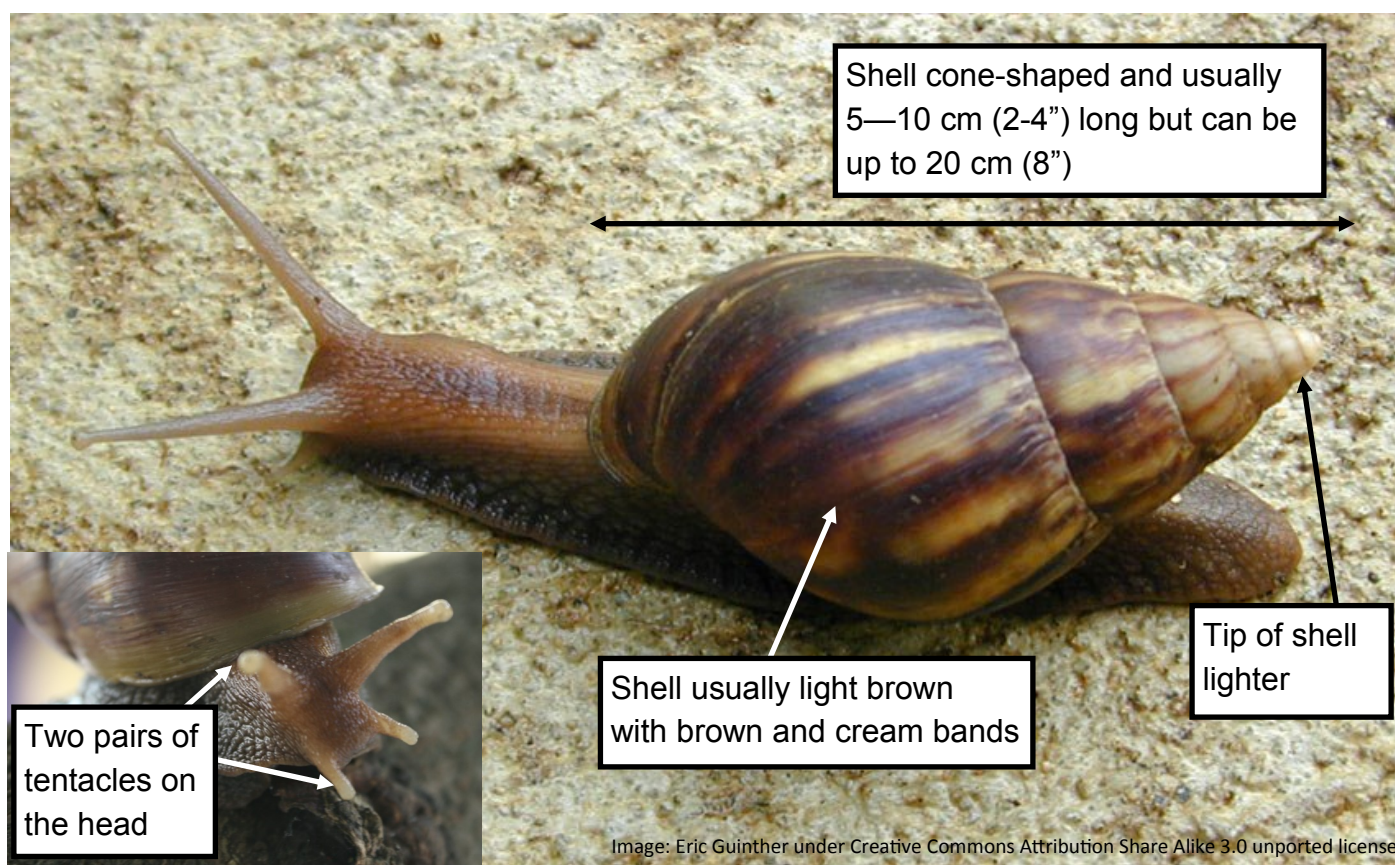 Shell cone-shaped and usually
5—10 cm (2-4”) long but can be
up to 20 cm (8”)
Tip of shell
lighter
Shell usually light brown
with brown and cream bands
Two pairs of
tentacles on
the head
Image: Eric Guinther under Creative Commons Attribution Share Alike 3.0 unported license